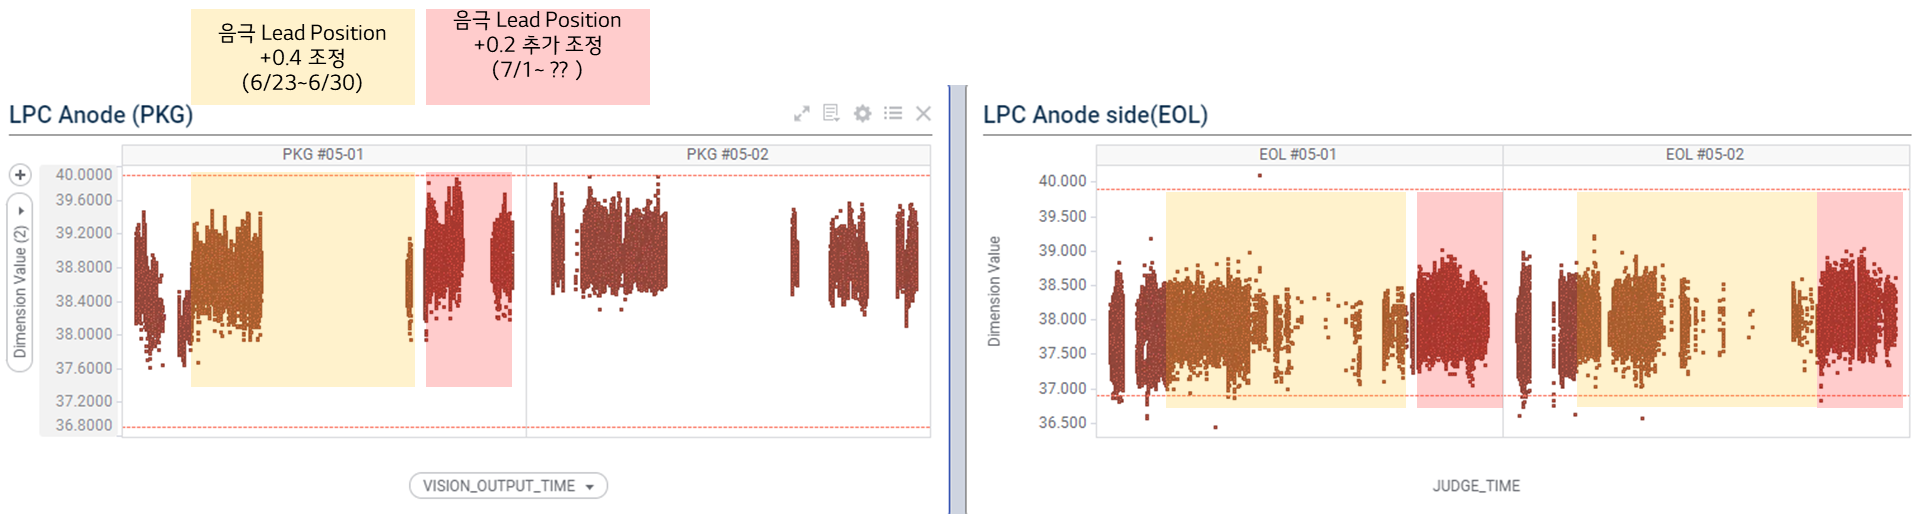 음극 Lead Position
+0.4 조정
(6/23~6/30)
음극 Lead Position
+0.2 추가 조정
(7/1~ ?? )
LPC Anode (PKG)
PKG #05-01
PKG #05-02
Dimension Value (2)
40.0000
39.6000
39.2000
38.8000
38.4000
38.0000
37.6000
37.2000
36.8000
VISION_OUTPUT_TIME
LPC Anode side(EOL)
EOL #05-01
EOL #05-02
Dimension Value
40.000
39.500
39.000
38.500
38.000
37.500
37.000
36.500
JUDGE_TIME